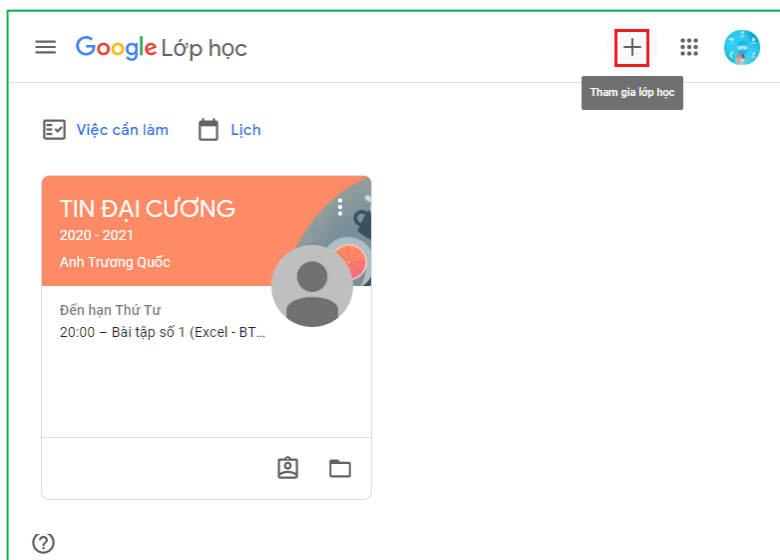 Google Lớp học
Tham gia lớp học
Việc cần làm
Lịch
TIN ĐẠI CƯƠNG
2020 - 2021
Anh Trương Quốc
Đến hạn Thứ Tư
20:00 – Bài tập số 1 (Excel - BT...